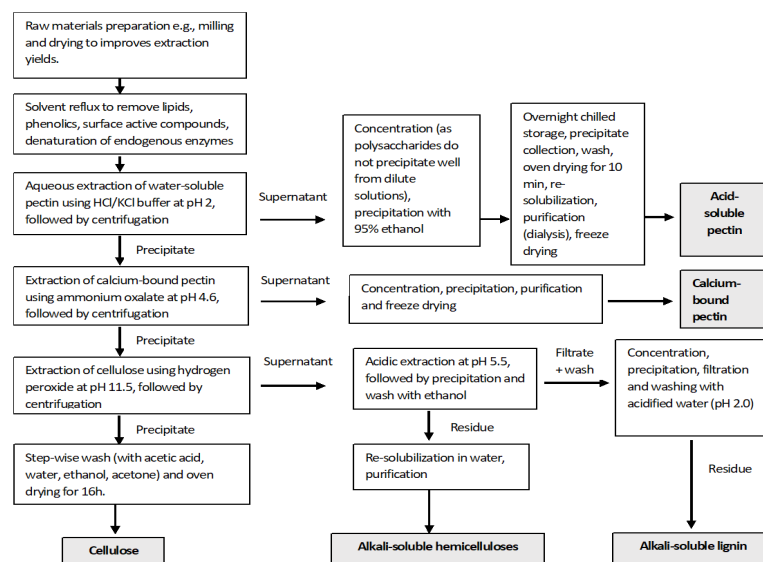 Raw materials preparation e.g., milling
and drying to improves extraction
yields.
Solvent reflux to remove lipids,
phenolics, surface active compounds,
denaturation of endogenous enzymes
Aqueous extraction of water-soluble
pectin using HCl/KCl buffer at pH 2,
followed by centrifugation
Supernatant
Concentration (as
polysaccharides do
not precipitate well
from dilute
solutions),
precipitation with
95% ethanol
Overnight chilled
storage, precipitate
collection, wash,
oven drying for 10
min, re-
solubilization,
purification
(dialysis), freeze
drying
Acid-
soluble
pectin
Precipitate
Extraction of calcium-bound pectin
using ammonium oxalate at pH 4.6,
followed by centrifugation
Supernatant
Concentration, precipitation, purification
and freeze drying
Calcium-
bound
pectin
Precipitate
Extraction of cellulose using hydrogen
peroxide at pH 11.5, followed by
centrifugation
Supernatant
Acidic extraction at pH 5.5,
followed by precipitation and
wash with ethanol
Filtrate
+ wash
Concentration,
precipitation, filtration
and washing with
acidified water (pH 2.0)
Precipitate
Residue
Residue
Step-wise wash (with acetic acid,
water, ethanol, acetone) and oven
drying for 16h.
Re-solubilization in water,
purification
Cellulose
Alkali-soluble hemicelluloses
Alkali-soluble lignin